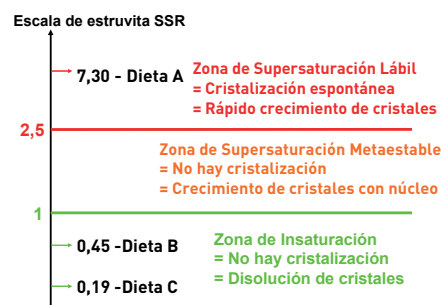 Escala de estruvita SSR
7,30 - Dieta A
Zona de Supersaturación Lábil
= Cristalización espontánea
= Rápido crecimiento de cristales
2,5
Zona de Supersaturación Metaestable
= No hay cristalización
= Crecimiento de cristales con núcleo
1
0,45 -Dieta B
Zona de Insaturación
= No hay cristalización
= Disolución de cristales
0,19 - Dieta C